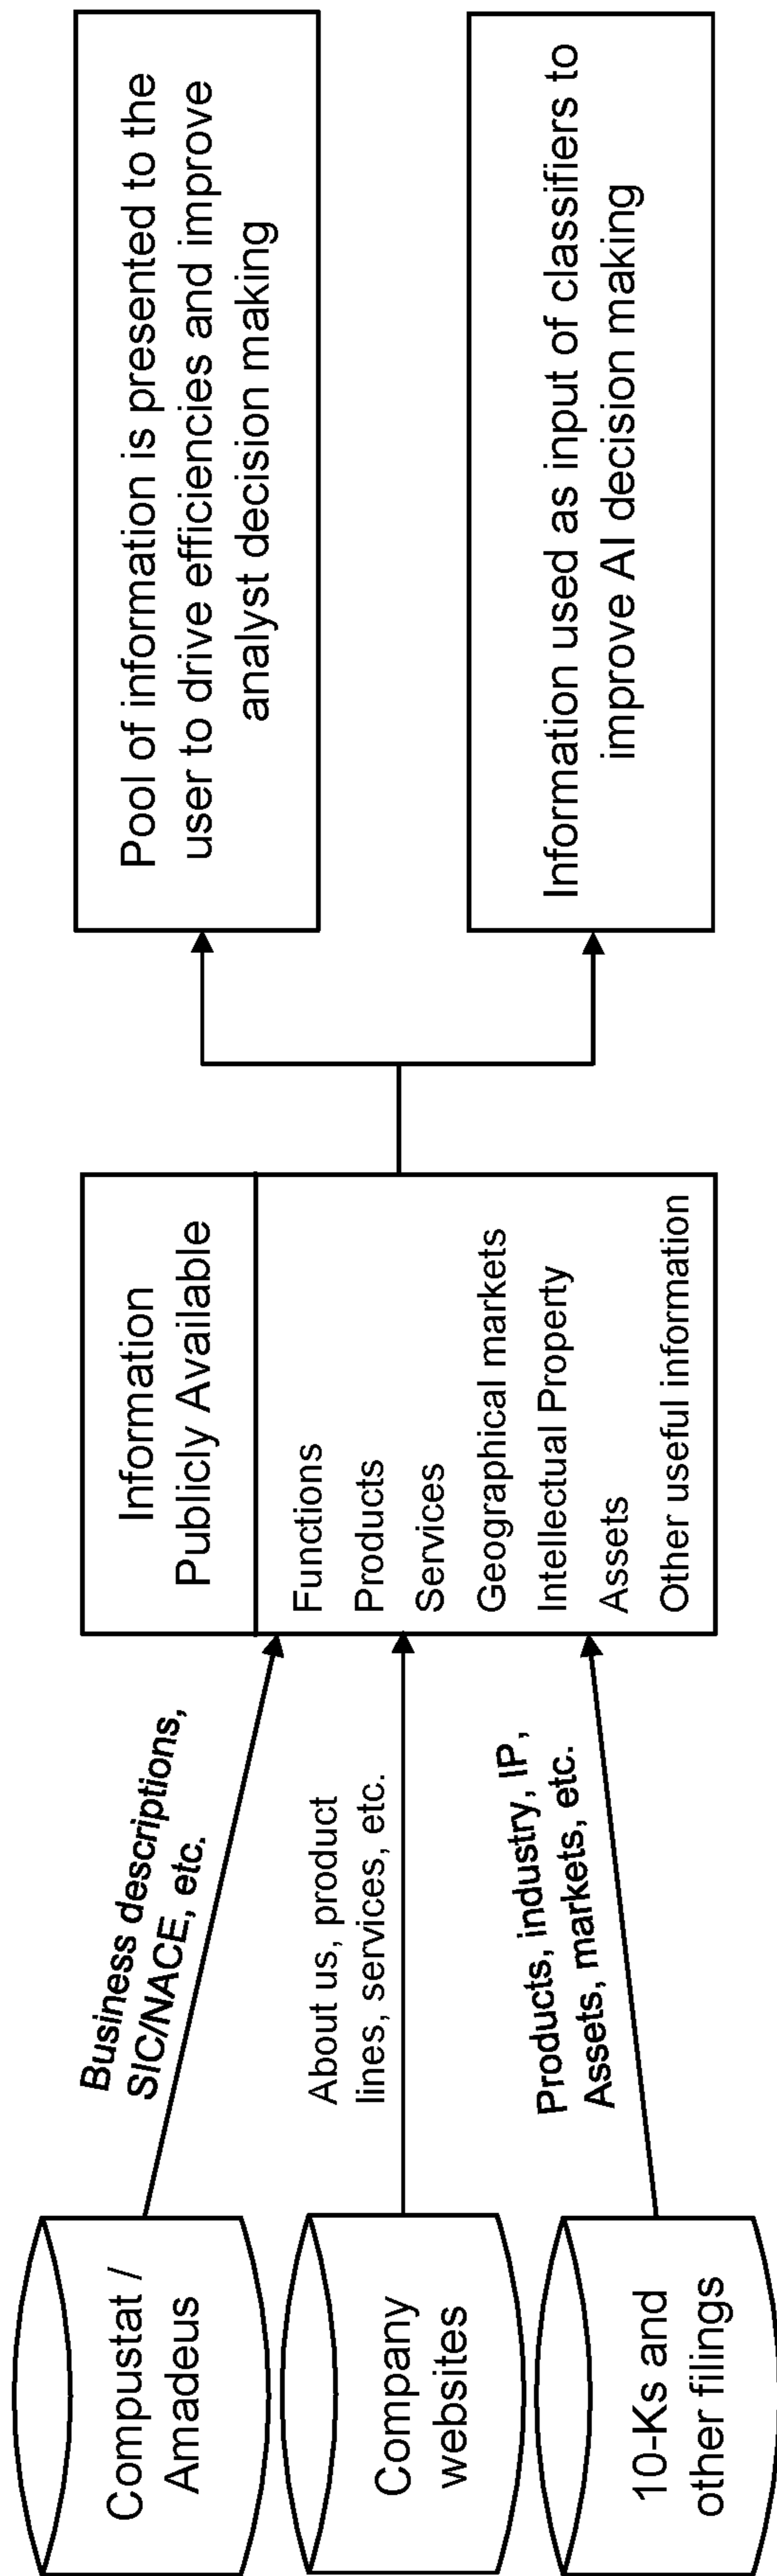 Compustat /
Amadeus
Company
websites
10-Ks and
other filings
Business descriptions,
SIC/NACE, etc.
About us, product
lines, services, etc.
Products, industry, IP,
Assets, markets, etc.
Information
Publicly Available
Functions
Products
Services
Geographical markets
Intellectual Property
Assets
Other useful information
Pool of information is presented to the
user to drive efficiencies and improve
analyst decision making
Information used as input of classifiers to
improve AI decision making